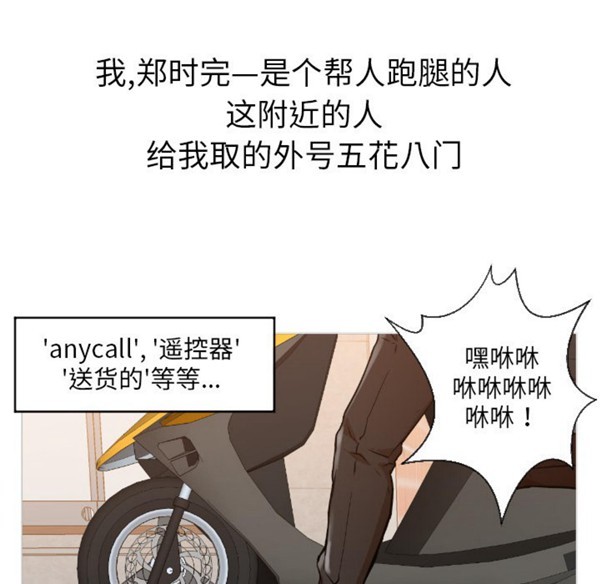 我,郑时完—是个帮人跑腿的人
这附近的人
给我取的外号五花八门
'anycall', '遥控器'
'送货的'等等...
嘿咻咻
咻咻咻咻
咻咻！